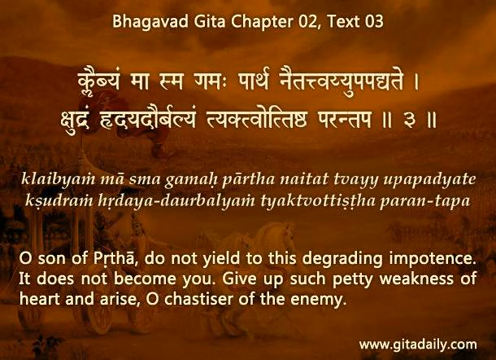 Bhagavad Gita Chapter 02, Text 03
क्लैब्यं मा स्म गमः पार्थ नैतत्त्वय्युपपद्यते ।
क्षुद्रं हृदयदौर्बल्यं त्यक्त्वोत्तिष्ठ परन्तप ॥ ३ ॥
klaibyaṁ mā sma gamaḥ pārtha naitat tvayy upapadyate
kṣudraṁ hṛdaya-daurbalyaṁ tyaktvottiṣṭha paran-tapa
O son of Pṛthā, do not yield to this degrading impotence.
It does not become you. Give up such petty weakness of
heart and arise, O chastiser of the enemy.
www.gitadaily.com